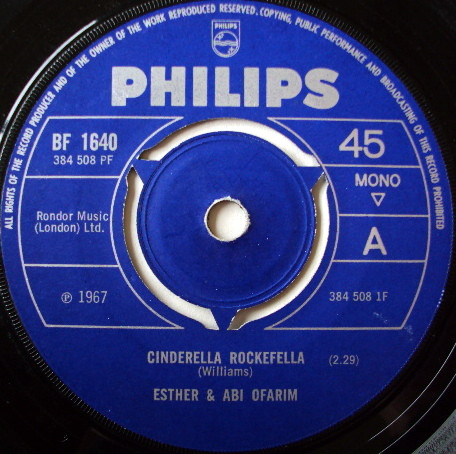 ALL RIGHTS OF THE RECORD PRODUCER AND OF THE OWNER OF THE WORK REPRODUCED RESERVED. COPYING, PUBLIC PERFORMANCE AND BROADCASTING OF THIS RECORD PROHIBITED
PHILIPS
PHILIPS
BF 1640
384 508 PF
45
MONO
Rondor Music
(London) Ltd.
A
℗ 1967
384 508 1F
CINDERELLA ROCKEFELLA (2.29)
(Williams)
ESTHER & ABI OFARIM